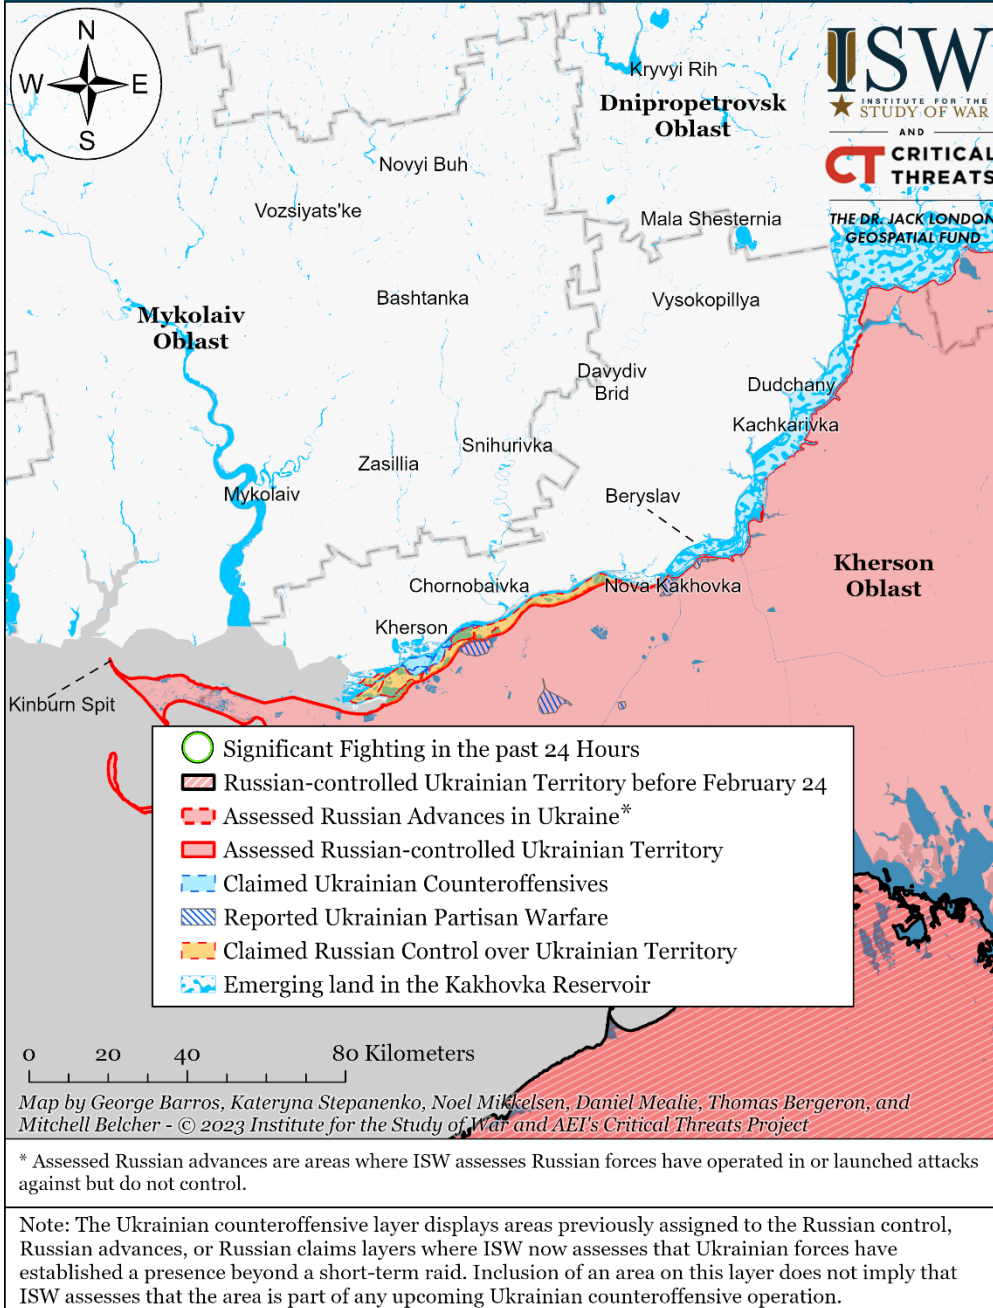 N
W E
S
ISW
INSTITUTE FOR THE
STUDY OF WAR
AND
CT CRITICAL
THREATS
THE DR. JACK LONDON
GEOSPATIAL FUND
Kryvyi Rih
Dnipropetrovsk
Oblast
Novyi Buh
Vozsiyats'ke
Mala Shesternia
Bashtanka
Vysokopillya
Mykolaiv
Oblast
Davydiv
Brid
Dudchany
Kachkarivka
Snihurivka
Zasillia
Mykolaiv
Beryslav
Kherson
Oblast
Chornobaivka
Nova Kakhovka
Kherson
Kinburn Spit
Significant Fighting in the past 24 Hours
Russian-controlled Ukrainian Territory before February 24
Assessed Russian Advances in Ukraine*
Assessed Russian-controlled Ukrainian Territory
Claimed Ukrainian Counteroffensives
Reported Ukrainian Partisan Warfare
Claimed Russian Control over Ukrainian Territory
Emerging land in the Kakhovka Reservoir
0 20 40 80 Kilometers
Map by George Barros, Kateryna Stepanenko, Noel Mikkelsen, Daniel Mealie, Thomas Bergeron, and
Mitchell Belcher - © 2023 Institute for the Study of War and AEI's Critical Threats Project
* Assessed Russian advances are areas where ISW assesses Russian forces have operated in or launched attacks
against but do not control.
Note: The Ukrainian counteroffensive layer displays areas previously assigned to the Russian control,
Russian advances, or Russian claims layers where ISW now assesses that Ukrainian forces have
established a presence beyond a short-term raid. Inclusion of an area on this layer does not imply that
ISW assesses that the area is part of any upcoming Ukrainian counteroffensive operation.